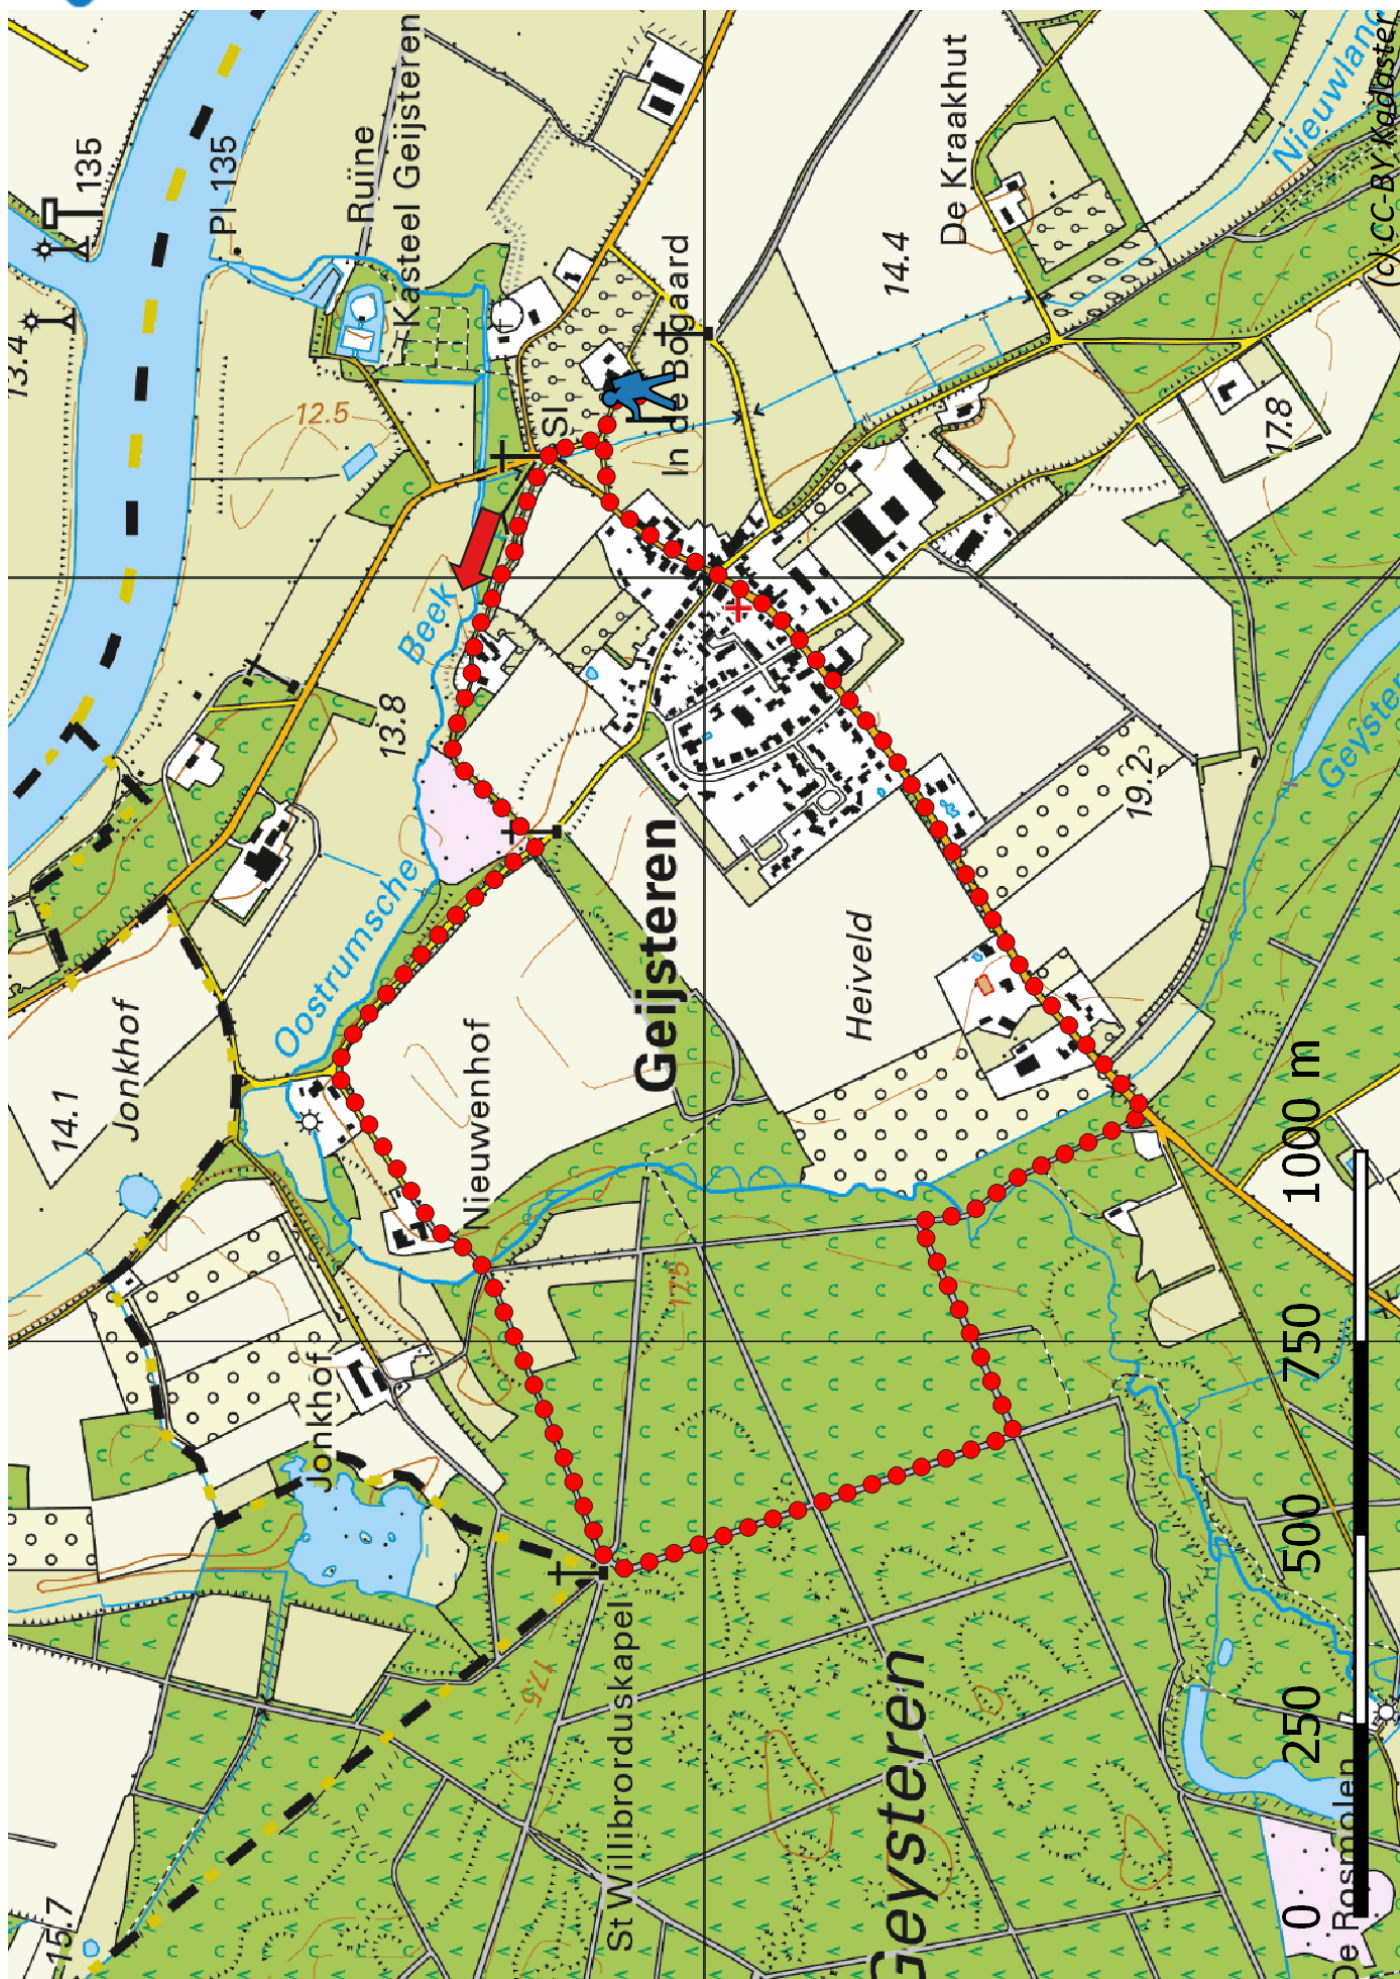 15.7
14.1
Jonkhof
13.4
135
Pl 135
Jonkhof
Oostrumsche
Beek
13.8
12.5
Ruïne
Kasteel Geijsteren
St Willibrorduskapel
17.5
Nieuwenhof
17.5
Geijsteren
Sl
In de Bogaard
Geysteren
Heiveld
14.4
De Kraakhut
19.2
17.8
Geyster
Nieuwland
De Rosmolen
0 250 500 750 1000 m
(c) CC-BY Kadaster